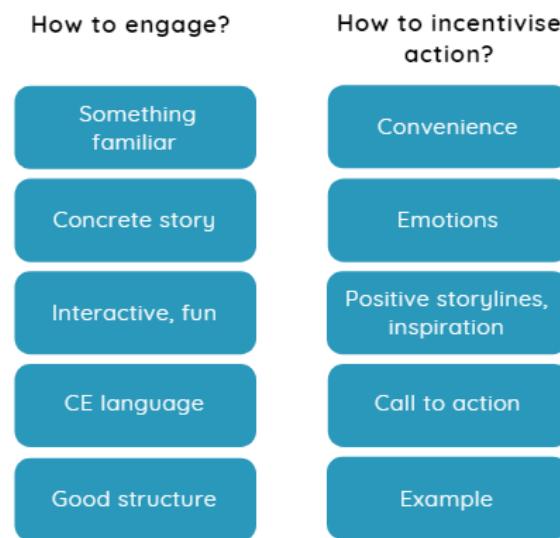 How to engage?
Something
familiar
Concrete story
Interactive, fun
CE language
Good structure
How to incentivise
action?
Convenience
Emotions
Positive storylines,
inspiration
Call to action
Example